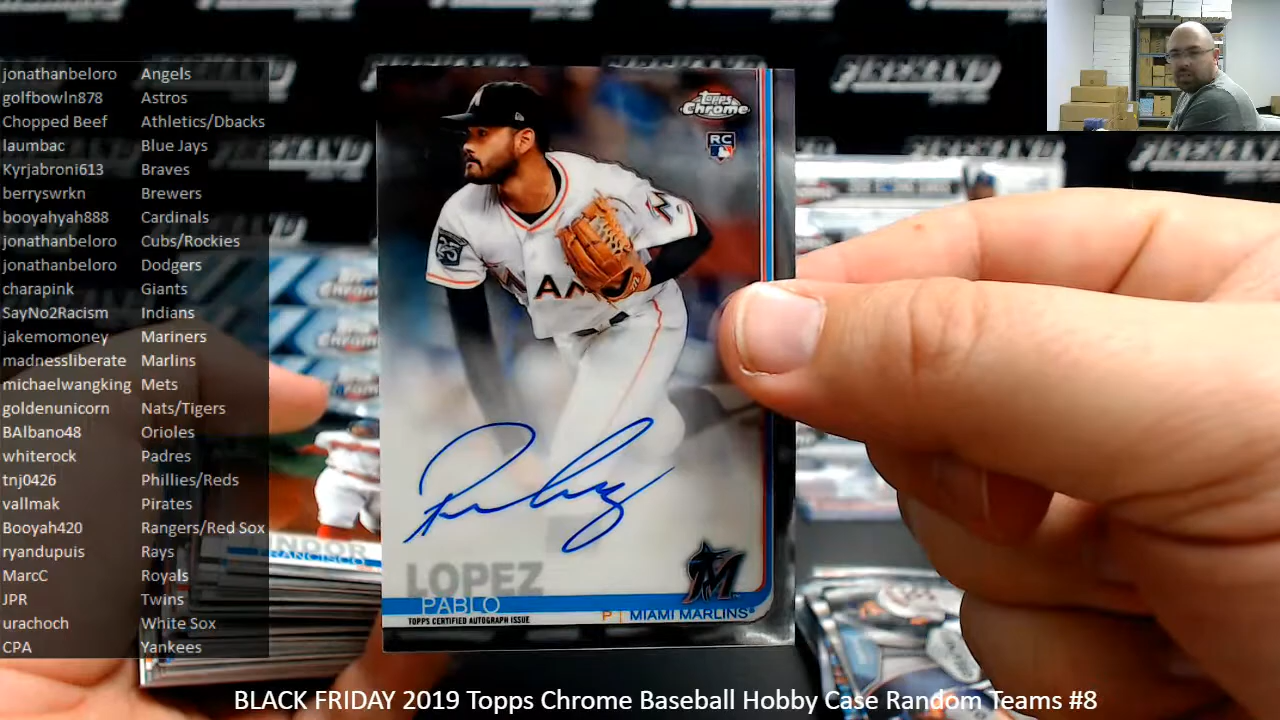 jonathanbeloro Angels
golfbowln878 Astros
Chopped Beef Athletics/Dbacks
laumbac Blue Jays
Kyrjabroni613 Braves
berryswrkn Brewers
booyahyah888 Cardinals
jonathanbeloro Cubs/Rockies
jonathanbeloro Dodgers
charapink Giants
SayNo2Racism Indians
jakemomoney Mariners
madnessliberate Marlins
michaelwangking Mets
goldenunicorn Nats/Tigers
BAlbano48 Orioles
whiterock Padres
tnj0426 Phillies/Reds
vallmak Pirates
Booyah420 Rangers/Red Sox
ryandupuis Rays
MarcC Royals
JPR Twins
urachoch White Sox
CPA Yankees
Topps
Chrome
RC
LOPEZ
PABLO
P | MIAMI MARLINS
TOPPS CERTIFIED AUTOGRAPH ISSUE
FRANCISCO
FIREHAND
BLACK FRIDAY 2019 Topps Chrome Baseball Hobby Case Random Teams #8